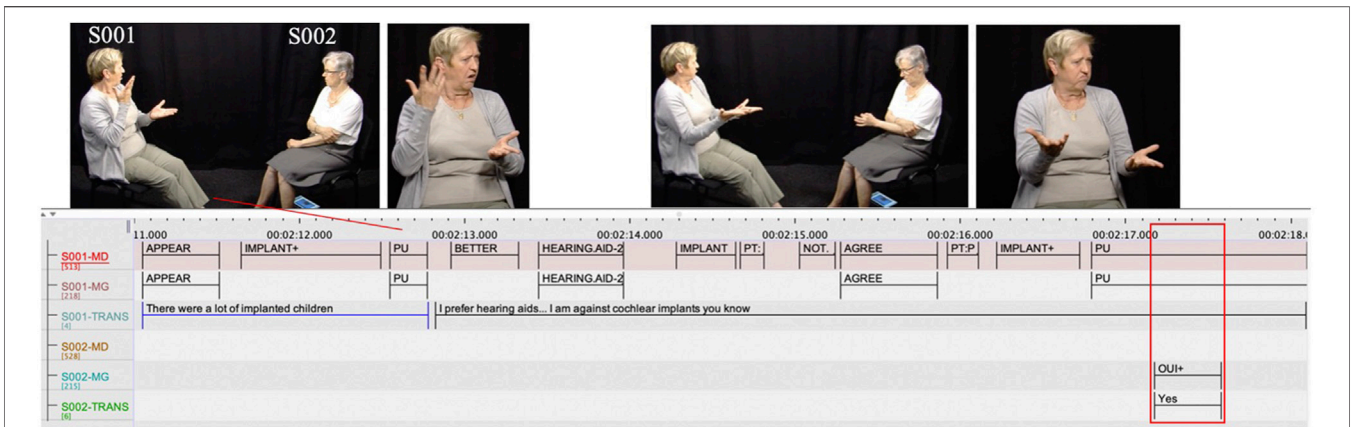 S001 S002
11.000 00:02:12.000 00:02:13.000 00:02:14.000 00:02:15.000 00:02:16.000 00:02:17.000 00:02:18.
S001-MD APPEAR IMPLANT+ PU BETTER HEARING.AID-2 IMPLANT PT: NOT. AGREE PT:P IMPLANT+ PU
[513]
S001-MG APPEAR PU HEARING.AID-2 AGREE PU
[218]
S001-TRANS There were a lot of implanted children I prefer hearing aids... I am against cochlear implants you know
[4]
S002-MD
[528]
S002-MG OUI+
[215]
S002-TRANS Yes
[6]